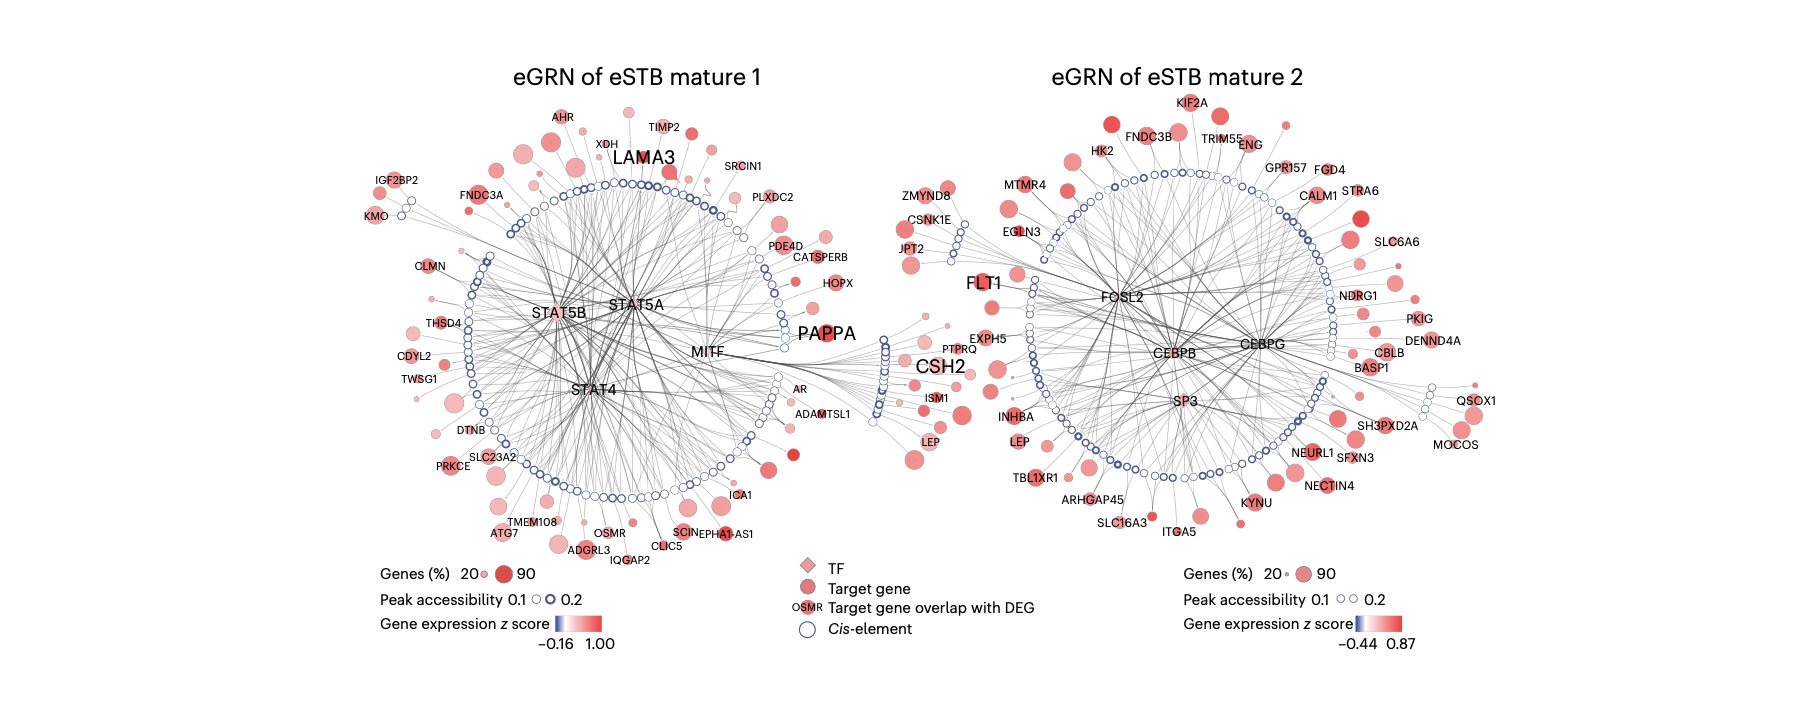 eGRN of eSTB mature 1
AHR
TIMP2
XDH
LAMA3
SRCIN1
IGF2BP2
FNDC3A
PLXDC2
KMO
PDE4D
CATSPERB
CLMN
HOPX
STAT5A
STAT5B
THSD4
PAPPA
MITF
CDYL2
PTPRQ
CSH2
TWSG1
STAT4
AR
ISM1
ADAMTSL1
DTNB
LEP
SLC23A2
PRKCE
ICA1
TMEM108
ATG7
OSMR
SCIN
EPHA1-AS1
CLIC5
ADGRL3
IQGAP2
Genes (%) 20 90
Peak accessibility 0.1 0.2
Gene expression z score
−0.16 1.00
TF
Target gene
OSMR Target gene overlap with DEG
Cis-element
eGRN of eSTB mature 2
KIF2A
FNDC3B
TRIM55
ENG
HK2
GPR157
FGD4
MTMR4
STRA6
CALM1
ZMYND8
CSNK1E
EGLN3
SLC6A6
JPT2
FLT1
FOSL2
NDRG1
PKIG
EXPH5
CEBPG
DENND4A
CEBPB
CBLB
BASP1
SP3
QSOX1
INHBA
SH3PXD2A
LEP
MOCOS
NEURL1
SFXN3
TBL1XR1
NECTIN4
ARHGAP45
KYNU
SLC16A3
ITGA5
Genes (%) 20 90
Peak accessibility 0.1 0.2
Gene expression z score
−0.44 0.87